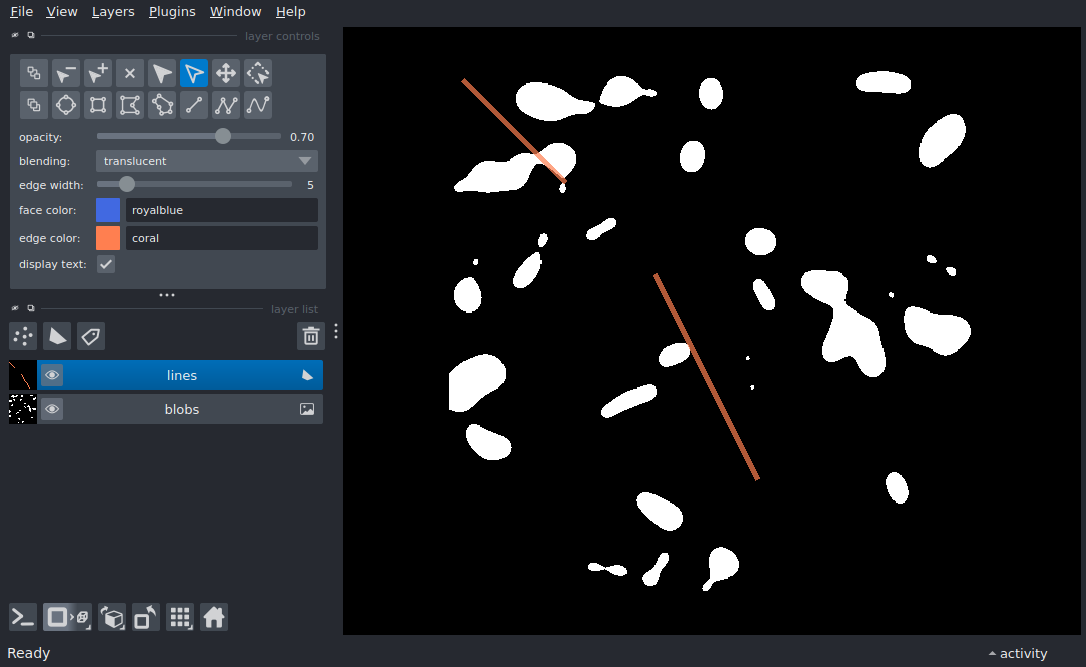 File View Layers Plugins Window Help
layer controls
opacity: 0.70
blending: translucent
edge width: 5
face color: royalblue
edge color: coral
display text:
layer list
lines
blobs
Ready
activity